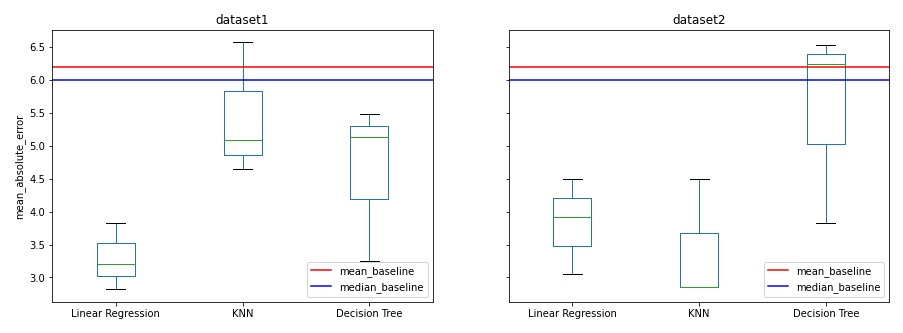 dataset1
mean_absolute_error
6.5
6.0
5.5
5.0
4.5
4.0
3.5
3.0
mean_baseline
median_baseline
Linear Regression
KNN
Decision Tree
dataset2
mean_baseline
median_baseline
Linear Regression
KNN
Decision Tree